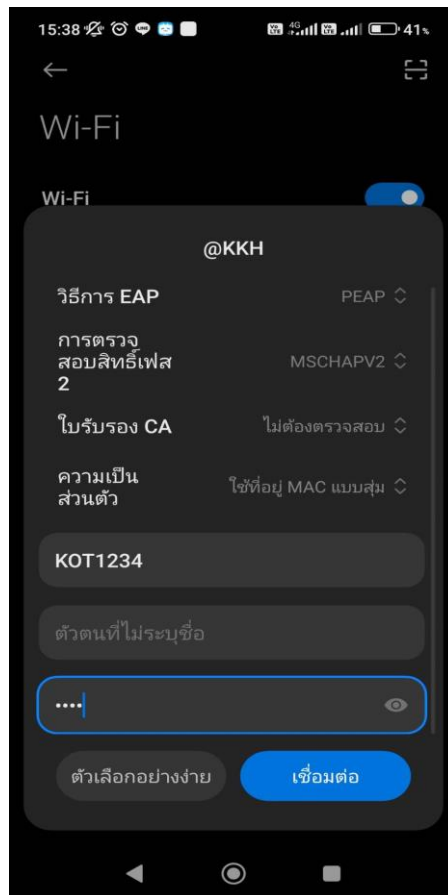 15:38 4G 41%
Wi-Fi
Wi-Fi
@KKH
วิธีการ EAP PEAP
การตรวจ
สอบสิทธิ์เฟส
2 MSCHAPV2
ใบรับรอง CA ไม่ต้องตรวจสอบ
ความเป็น
ส่วนตัว ใช้ที่อยู่ MAC แบบสุ่ม
KOT1234
ตัวตนที่ไม่ระบุชื่อ
••••
ตัวเลือกอย่างง่าย เชื่อมต่อ